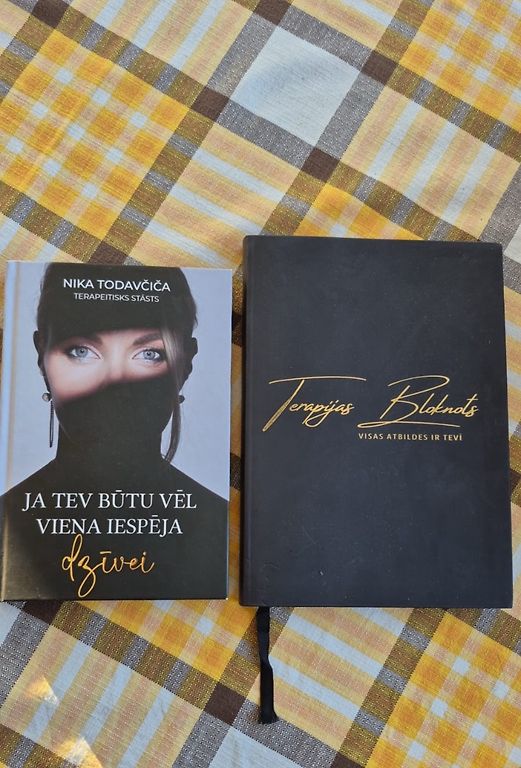 NIKA TODAVČIČA
TERAPEITISKS STĀSTS
JA TEV BŪTU VĒL
VIENA IESPĒJA
dzīvei
Terapijas Bloknots
VISAS ATBILDES IR TEVĪ